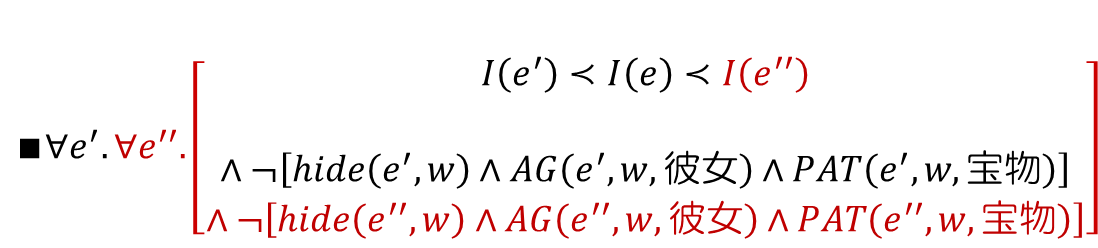 I(e′) ≺ I(e) ≺ I(e′′)
■∀e′.∀e′′.
∧ ¬[hide(e′, w) ∧ AG(e′, w, 彼女) ∧ PAT(e′, w, 宝物)]
∧ ¬[hide(e′′, w) ∧ AG(e′′, w, 彼女) ∧ PAT(e′′, w, 宝物)]